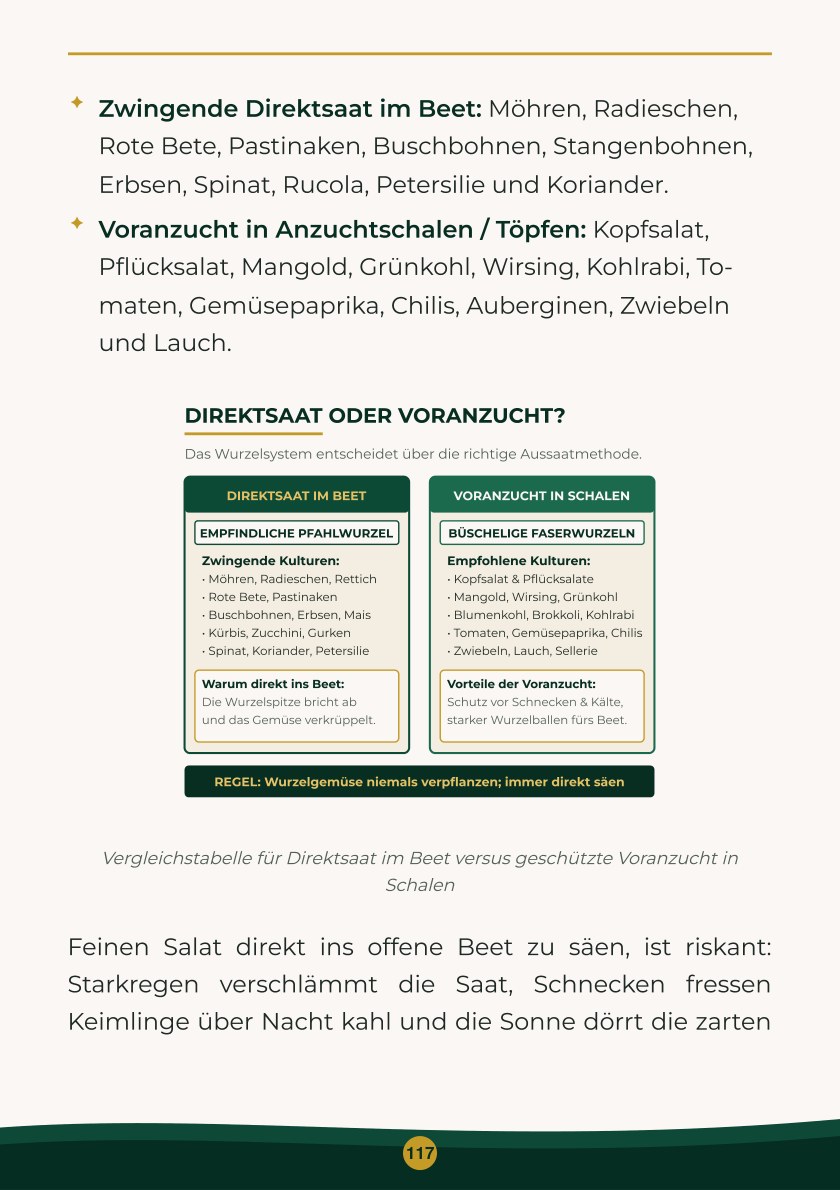 Zwingende Direktsaat im Beet: Möhren, Radieschen,
Rote Bete, Pastinaken, Buschbohnen, Stangenbohnen,
Erbsen, Spinat, Rucola, Petersilie und Koriander.
Voranzucht in Anzuchtschalen / Töpfen: Kopfsalat,
Pflücksalat, Mangold, Grünkohl, Wirsing, Kohlrabi, To-
maten, Gemüsepaprika, Chilis, Auberginen, Zwiebeln
und Lauch.
DIREKTSAAT ODER VORANZUCHT?
Das Wurzelsystem entscheidet über die richtige Aussaatmethode.
DIREKTSAAT IM BEET
EMPFINDLICHE PFAHLWURZEL
Zwingende Kulturen:
• Möhren, Radieschen, Rettich
• Rote Bete, Pastinaken
• Buschbohnen, Erbsen, Mais
• Kürbis, Zucchini, Gurken
• Spinat, Koriander, Petersilie
Warum direkt ins Beet:
Die Wurzelspitze bricht ab
und das Gemüse verkrüppelt.
VORANZUCHT IN SCHALEN
BÜSCHELIGE FASERWURZELN
Empfohlene Kulturen:
• Kopfsalat & Pflücksalate
• Mangold, Wirsing, Grünkohl
• Blumenkohl, Brokkoli, Kohlrabi
• Tomaten, Gemüsepaprika, Chilis
• Zwiebeln, Lauch, Sellerie
Vorteile der Voranzucht:
Schutz vor Schnecken & Kälte,
starker Wurzelballen fürs Beet.
REGEL: Wurzelgemüse niemals verpflanzen; immer direkt säen
Vergleichstabelle für Direktsaat im Beet versus geschützte Voranzucht in
Schalen
Feinen Salat direkt ins offene Beet zu säen, ist riskant:
Starkregen verschlämmt die Saat, Schnecken fressen
Keimlinge über Nacht kahl und die Sonne dörrt die zarten
117